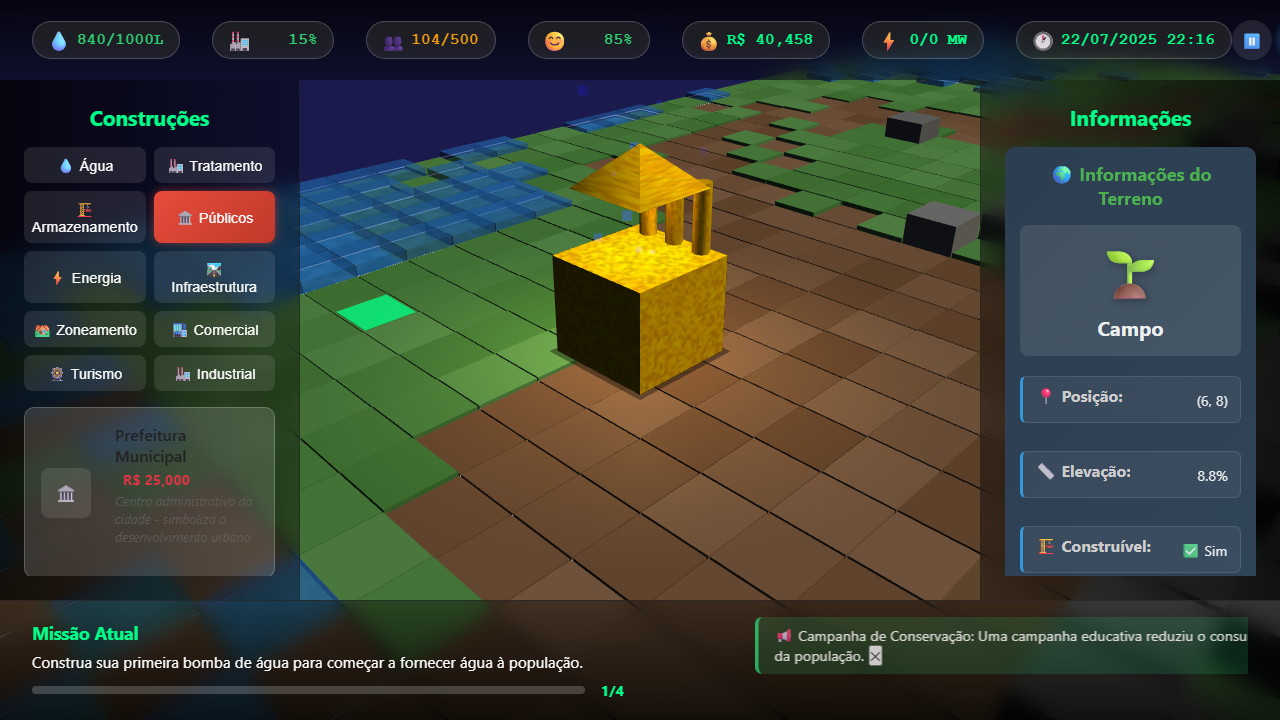 840/1000L
15%
104/500
85%
R$ 40,458
0/0 MW
22/07/2025 22:16
Construções
Água
Tratamento
Armazenamento
Públicos
Energia
Infraestrutura
Zoneamento
Comercial
Turismo
Industrial
Prefeitura
Municipal
R$ 25,000
Centro administrativo da
cidade - simboliza o
desenvolvimento urbano
Informações
Informações do
Terreno
Campo
Posição: (6, 8)
Elevação: 8.8%
Construível: Sim
Missão Atual
Construa sua primeira bomba de água para começar a fornecer água à população.
1/4
Campanha de Conservação: Uma campanha educativa reduziu o consu
da população.